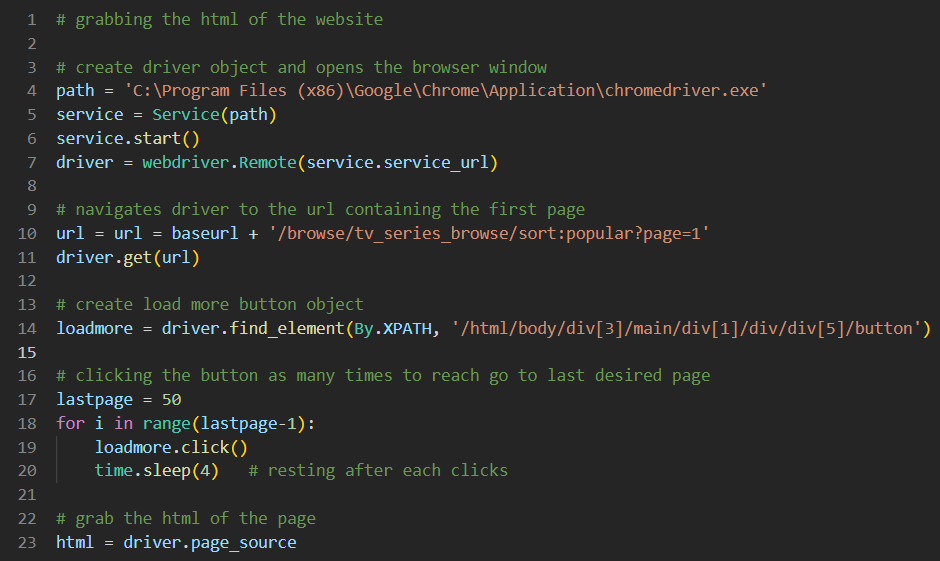 1 # grabbing the html of the website
2
3 # create driver object and opens the browser window
4 path = 'C:\Program Files (x86)\Google\Chrome\Application\chromedriver.exe'
5 service = Service(path)
6 service.start()
7 driver = webdriver.Remote(service.service_url)
8
9 # navigates driver to the url containing the first page
10 url = url = baseurl + '/browse/tv_series_browse/sort:popular?page=1'
11 driver.get(url)
12
13 # create load more button object
14 loadmore = driver.find_element(By.XPATH, '/html/body/div[3]/main/div[1]/div/div[5]/button')
15
16 # clicking the button as many times to reach go to last desired page
17 lastpage = 50
18 for i in range(lastpage-1):
19     loadmore.click()
20     time.sleep(4)   # resting after each clicks
21
22 # grab the html of the page
23 html = driver.page_source